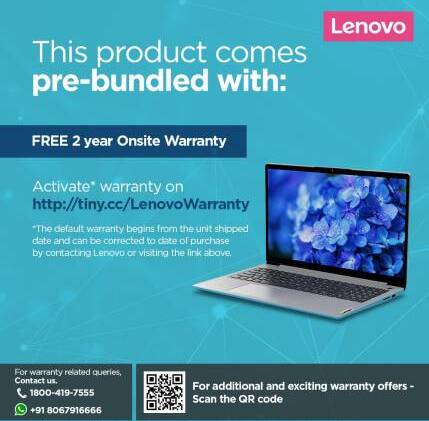 Lenovo
This product comes
pre-bundled with:
FREE 2 year Onsite Warranty
Activate* warranty on
http://tiny.cc/LenovoWarranty
*The default warranty begins from the unit shipped
date and can be corrected to date of purchase
by contacting Lenovo or visiting the link above.
For warranty related queries,
Contact us.
1800-419-7555
+91 8067916666
For additional and exciting warranty offers -
Scan the QR code